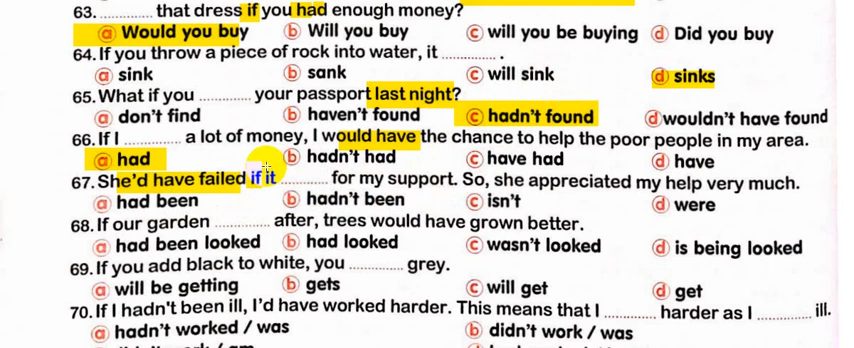 63. .......... that dress if you had enough money?
a Would you buy b Will you buy c will you be buying d Did you buy
64. If you throw a piece of rock into water, it .......... .
a sink b sank c will sink d sinks
65. What if you .......... your passport last night?
a don't find b haven't found c hadn't found d wouldn't have found
66. If I .......... a lot of money, I would have the chance to help the poor people in my area.
a had b hadn't had c have had d have
67. She'd have failed if it .......... for my support. So, she appreciated my help very much.
a had been b hadn't been c isn't d were
68. If our garden .......... after, trees would have grown better.
a had been looked b had looked c wasn't looked d is being looked
69. If you add black to white, you .......... grey.
a will be getting b gets c will get d get
70. If I hadn't been ill, I'd have worked harder. This means that I .......... harder as I .......... ill.
a hadn't worked / was b didn't work / was